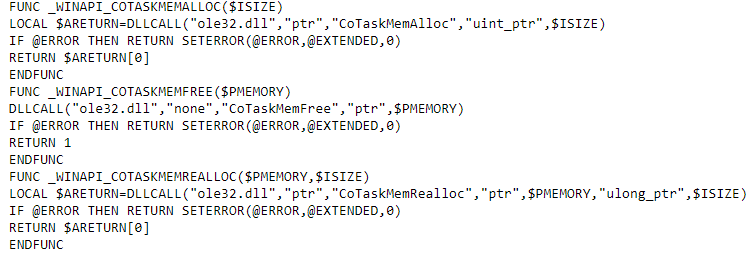 FUNC _WINAPI_COTASKMEMALLOC($ISIZE)
LOCAL $ARETURN=DLLCALL("ole32.dll","ptr","CoTaskMemAlloc","uint_ptr",$ISIZE)
IF @ERROR THEN RETURN SETERROR(@ERROR,@EXTENDED,0)
RETURN $ARETURN[0]
ENDFUNC
FUNC _WINAPI_COTASKMEMFREE($PMEMORY)
DLLCALL("ole32.dll","none","CoTaskMemFree","ptr",$PMEMORY)
IF @ERROR THEN RETURN SETERROR(@ERROR,@EXTENDED,0)
RETURN 1
ENDFUNC
FUNC _WINAPI_COTASKMEMREALLOC($PMEMORY,$ISIZE)
LOCAL $ARETURN=DLLCALL("ole32.dll","ptr","CoTaskMemRealloc","ptr",$PMEMORY,"ulong_ptr",$ISIZE)
IF @ERROR THEN RETURN SETERROR(@ERROR,@EXTENDED,0)
RETURN $ARETURN[0]
ENDFUNC